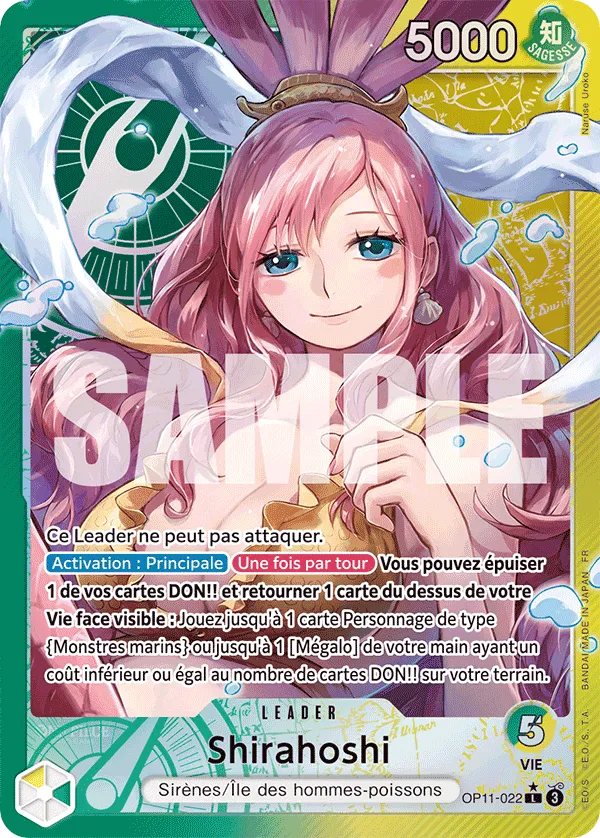 5000
知
SAGESSE
Naruse Uroko
SAMPLE
Ce Leader ne peut pas attaquer.
Activation : Principale Une fois par tour Vous pouvez épuiser
1 de vos cartes DON!! et retourner 1 carte du dessus de votre
Vie face visible : Jouez jusqu'à 1 carte Personnage de type
{Monstres marins} ou jusqu'à 1 [Mégalo] de votre main ayant un
coût inférieur ou égal au nombre de cartes DON!! sur votre terrain.
LEADER
Shirahoshi
5
VIE
Sirènes/Île des hommes-poissons
OP11-022 L 3
©E.O/S. ©E.O./S., T.A. BANDAI MADE IN JAPAN FR